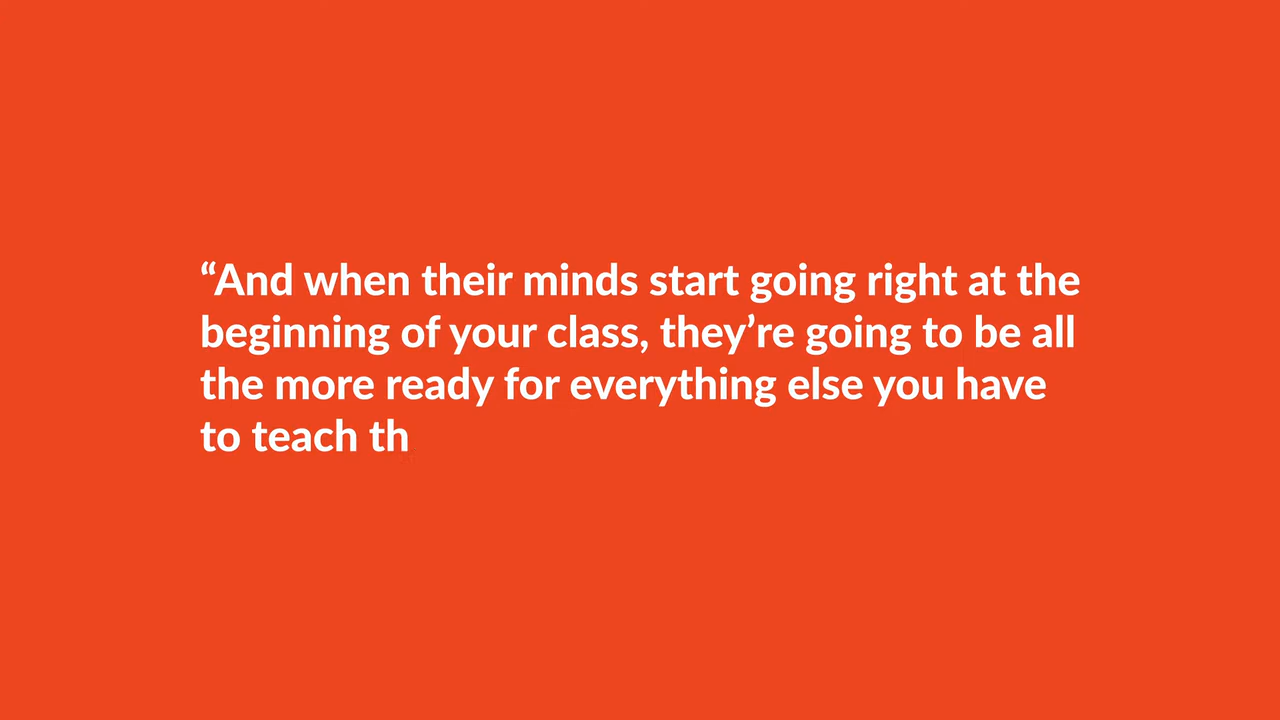 “And when their minds start going right at the
beginning of your class, they’re going to be all
the more ready for everything else you have
to teach th